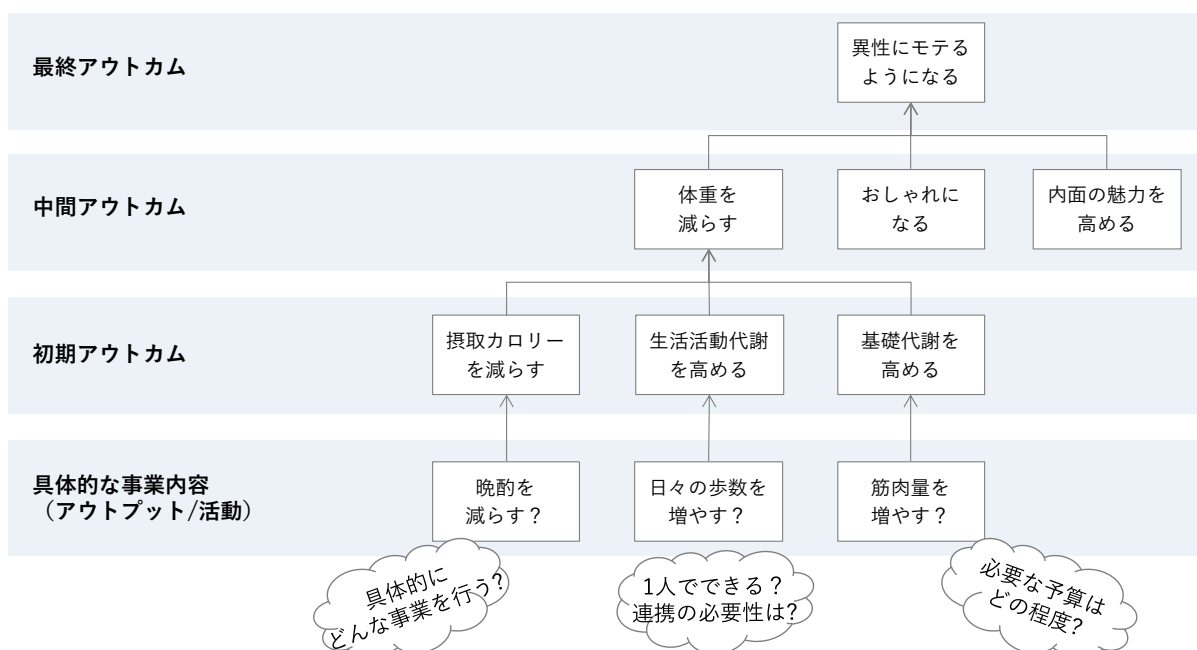 最終アウトカム
異性にモテる
ようになる
中間アウトカム
体重を
減らす
おしゃれに
なる
内面の魅力を
高める
初期アウトカム
摂取カロリー
を減らす
生活活動代謝
を高める
基礎代謝を
高める
具体的な事業内容
（アウトプット/活動）
晩酌を
減らす？
日々の歩数を
増やす？
筋肉量を
増やす？
具体的に
どんな事業を行う?
1人でできる？
連携の必要性は?
必要な予算は
どの程度?